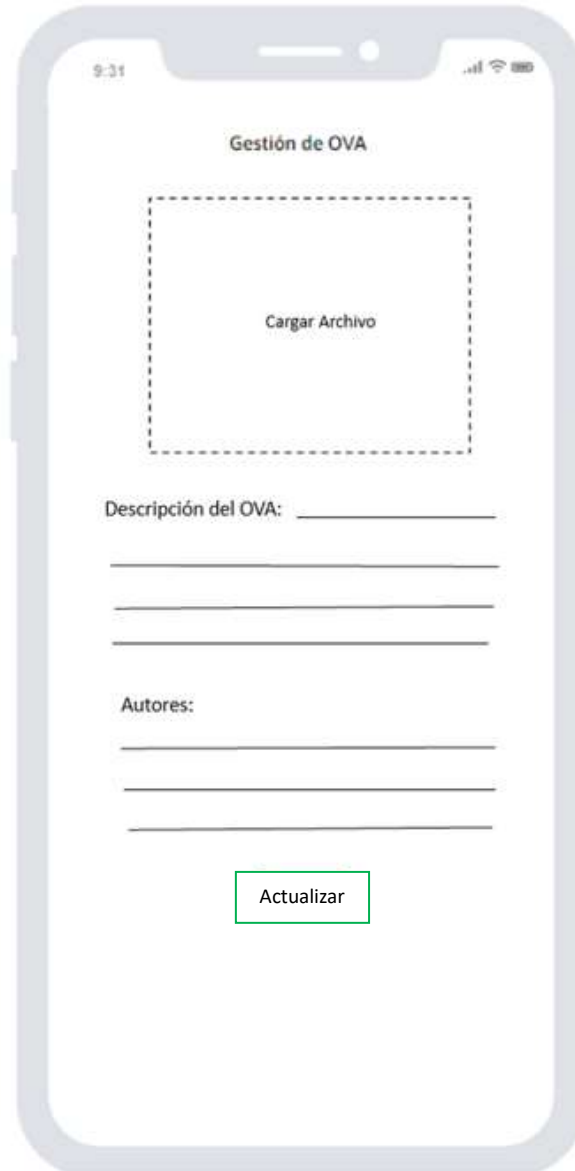 9:31
Gestión de OVA
Cargar Archivo
Descripción del OVA:
Autores:
Actualizar